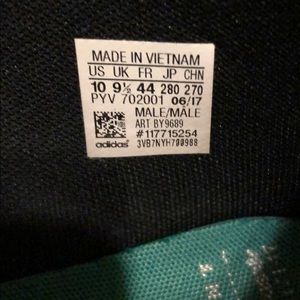 MADE IN VIETNAM
US UK FR JP CHN
10 9½ 44 280 270
PYV 702001 06/17
MALE/MALE
ART BY9689
#117715254
adidas 3VB7NYH700988